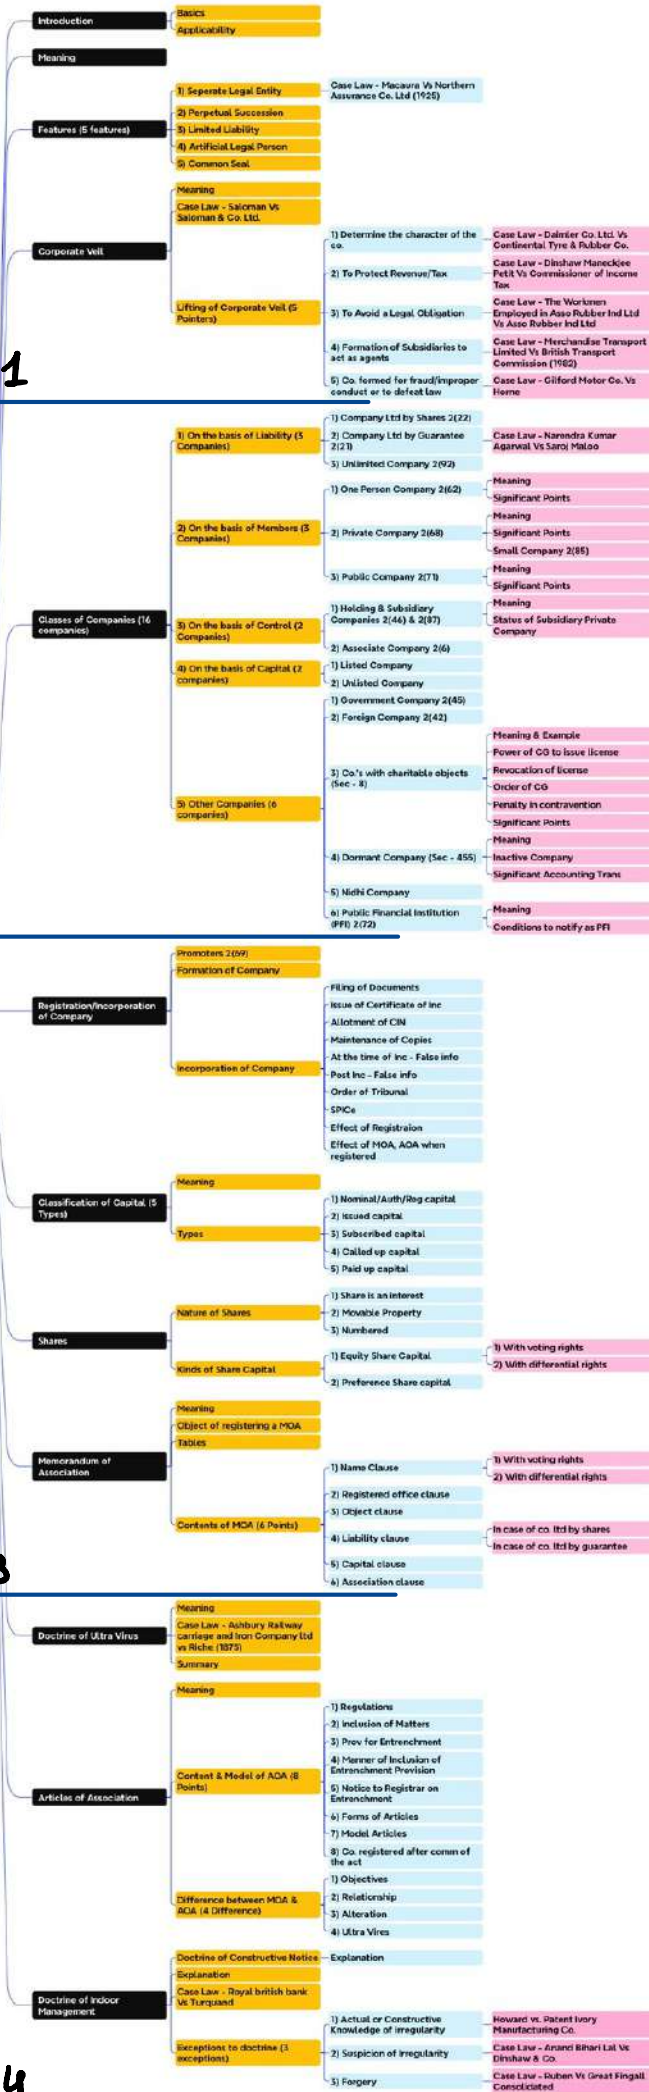 Introduction
Basics
Applicability
Meaning
Features (5 features)
1) Seperate Legal Entity
Case Law - Macaura Vs Northern
Assurance Co. Ltd (1925)
2) Perpetual Succession
3) Limited Liability
4) Artificial Legal Person
5) Common Seal
Corporate Veil
Meaning
Case Law - Saloman Vs
Saloman & Co. Ltd.
Lifting of Corporate Veil (5
Pointers)
1) Determine the character of the
co.
Case Law - Daimler Co. Ltd. Vs
Continental Tyre & Rubber Co.
2) To Protect Revenue/Tax
Case Law - Dinshaw Maneckjee
Petit Vs Commissioner of Income
Tax
3) To Avoid a Legal Obligation
Case Law - The Workmen
Employed in Asso Rubber Ind Ltd
Vs Asso Rubber Ind Ltd
4) Formation of Subsidiaries to
act as agents
Case Law - Merchandise Transport
Limited Vs British Transport
Commission (1982)
5) Co. formed for fraud/improper
conduct or to defeat law
Case Law - Gilford Motor Co. Vs
Horne
1
Classes of Companies (16
companies)
1) On the basis of Liability (3
Companies)
1) Company Ltd by Shares 2(22)
2) Company Ltd by Guarantee
2(21)
Case Law - Narendra Kumar
Agarwal Vs Saroj Maloo
3) Unlimited Company 2(92)
2) On the basis of Members (3
Companies)
1) One Person Company 2(62)
Meaning
Significant Points
2) Private Company 2(68)
Meaning
Significant Points
Small Company 2(85)
3) Public Company 2(71)
Meaning
Significant Points
3) On the basis of Control (2
Companies)
1) Holding & Subsidiary
Companies 2(46) & 2(87)
Meaning
Status of Subsidiary Private
Company
2) Associate Company 2(6)
4) On the basis of Capital (2
companies)
1) Listed Company
2) Unlisted Company
5) Other Companies (6
companies)
1) Government Company 2(45)
2) Foreign Company 2(42)
3) Co.'s with charitable objects
(Sec - 8)
Meaning & Example
Power of CG to issue license
Revocation of license
Order of CG
Penalty in contravention
Significant Points
4) Dormant Company (Sec - 455)
Meaning
Inactive Company
Significant Accounting Trans
5) Nidhi Company
6) Public Financial Institution
(PFI) 2(72)
Meaning
Conditions to notify as PFI
Registration/Incorporation
of Company
Promoters 2(69)
Formation of Company
Incorporation of Company
Filing of Documents
Issue of Certificate of Inc
Allotment of CIN
Maintenance of Copies
At the time of Inc - False info
Post Inc - False info
Order of Tribunal
SPICe
Effect of Registraion
Effect of MOA, AOA when
registered
Classification of Capital (5
Types)
Meaning
Types
1) Nominal/Auth/Reg capital
2) Issued capital
3) Subscribed capital
4) Called up capital
5) Paid up capital
Shares
Nature of Shares
1) Share is an interest
2) Movable Property
3) Numbered
Kinds of Share Capital
1) Equity Share Capital
1) With voting rights
2) With differential rights
2) Preference Share capital
Memorandum of
Association
Meaning
Object of registering a MOA
Tables
Contents of MOA (6 Points)
1) Name Clause
1) With voting rights
2) With differential rights
2) Registered office clause
3) Object clause
4) Liability clause
In case of co. ltd by shares
In case of co. ltd by guarantee
5) Capital clause
6) Association clause
3
Doctrine of Ultra Virus
Meaning
Case Law - Ashbury Railway
carriage and Iron Company ltd
vs Riche (1875)
Summary
Articles of Association
Meaning
Content & Model of AOA (8
Points)
1) Regulations
2) Inclusion of Matters
3) Prov for Entrenchment
4) Manner of Inclusion of
Entrenchment Provision
5) Notice to Registrar on
Entrenchment
6) Forms of Articles
7) Model Articles
8) Co. registered after comm of
the act
Difference between MOA &
AOA (4 Difference)
1) Objectives
2) Relationship
3) Alteration
4) Ultra Vires
Doctrine of Indoor
Management
Doctrine of Constructive Notice
Explanation
Explanation
Case Law - Royal british bank
Vs Turquand
Exceptions to doctrine (3
exceptions)
1) Actual or Constructive
Knowledge of irregularity
Howard vs. Patent Ivory
Manufacturing Co.
2) Suspicion of Irregularity
Case Law - Anand Bihari Lal Vs
Dinshaw & Co.
3) Forgery
Case Law - Ruben Vs Great Fingall
Consolidated
4